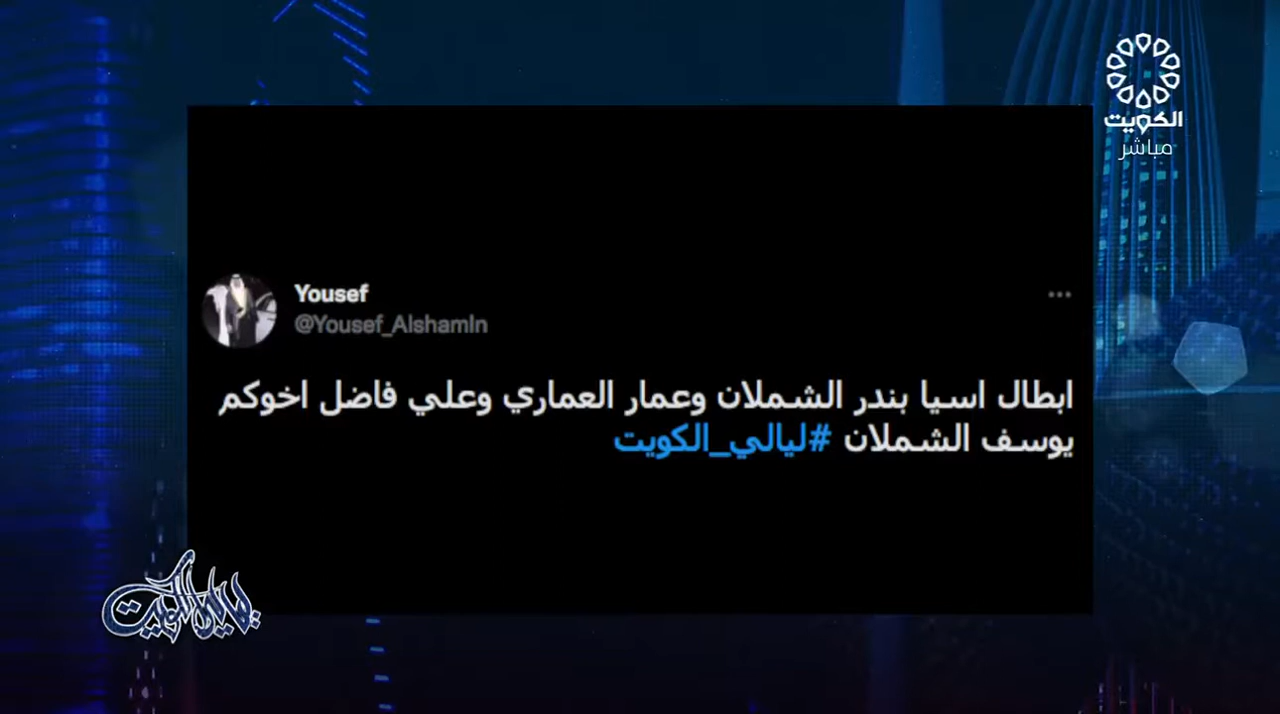 الكويت
مباشر
Yousef
@Yousef_Alshamln
ابطال اسيا بندر الشملان وعمار العماري وعلي فاضل اخوكم
يوسف الشملان #ليالي_الكويت
ليالي الكويت